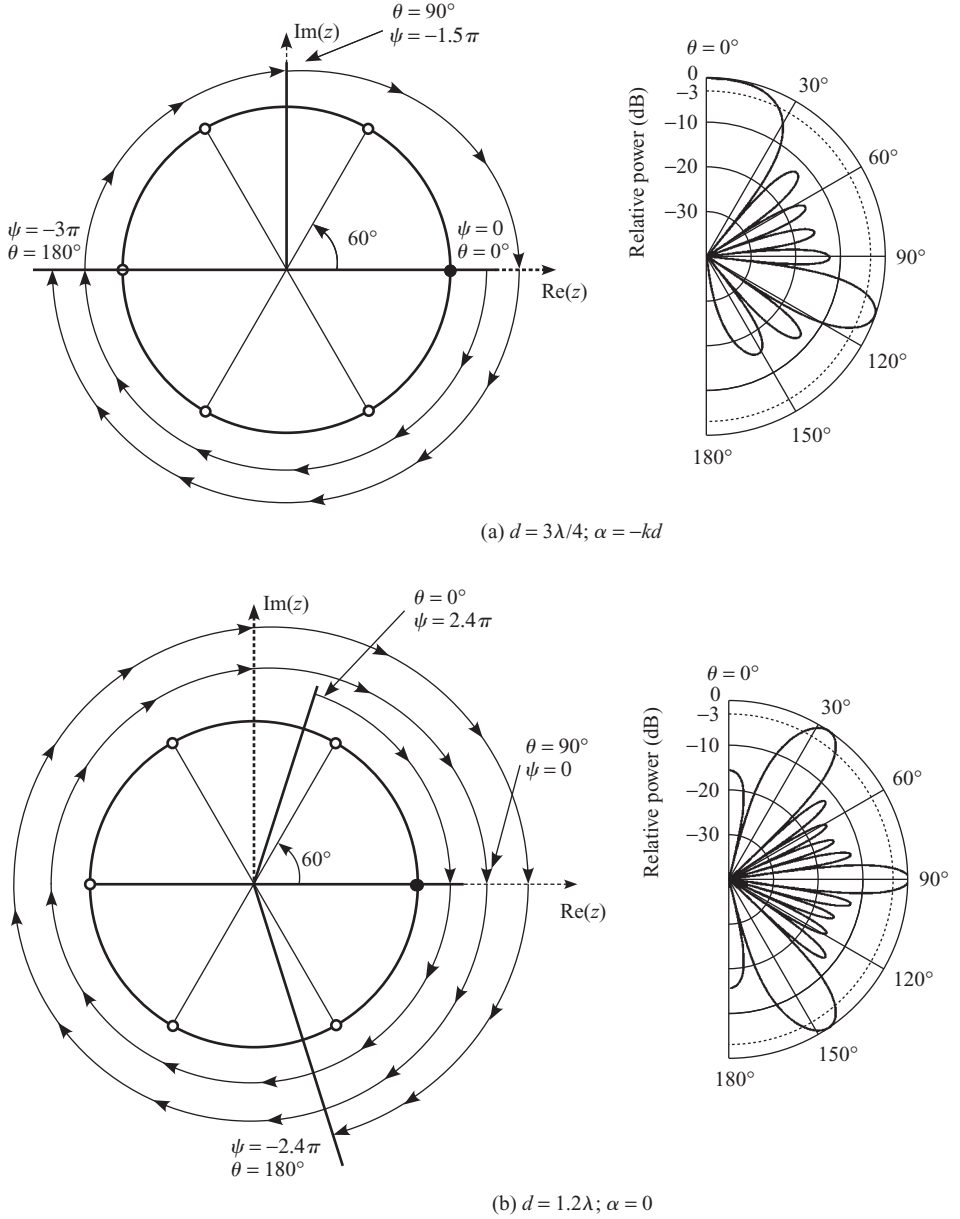 Im(z)
θ = 90°
ψ = −1.5π
ψ = −3π
θ = 180°
60°
ψ = 0
θ = 0°
Re(z)
θ = 0°
0
−3
−10
−20
−30
Relative power (dB)
30°
60°
90°
120°
150°
180°
(a) d = 3λ/4; α = −kd
Im(z)
θ = 0°
ψ = 2.4π
θ = 90°
ψ = 0
60°
Re(z)
ψ = −2.4π
θ = 180°
θ = 0°
0
−3
−10
−20
−30
Relative power (dB)
30°
60°
90°
120°
150°
180°
(b) d = 1.2λ; α = 0